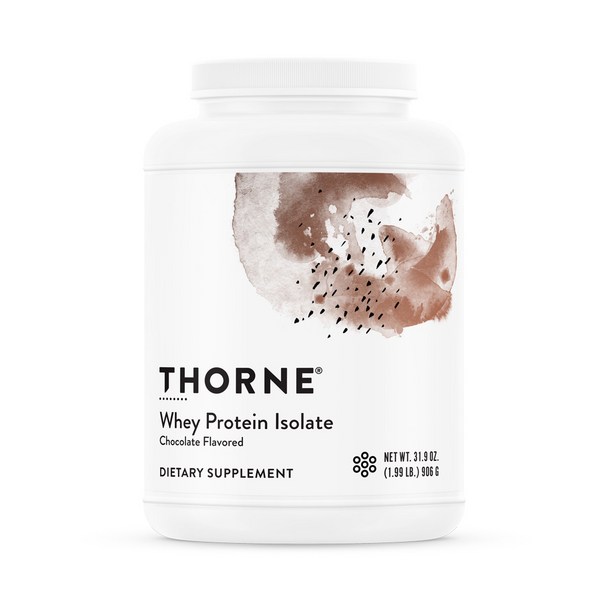 THORNE®
Whey Protein Isolate
Chocolate Flavored
DIETARY SUPPLEMENT
NET WT. 31.9 OZ.
(1.99 LB.) 906 G